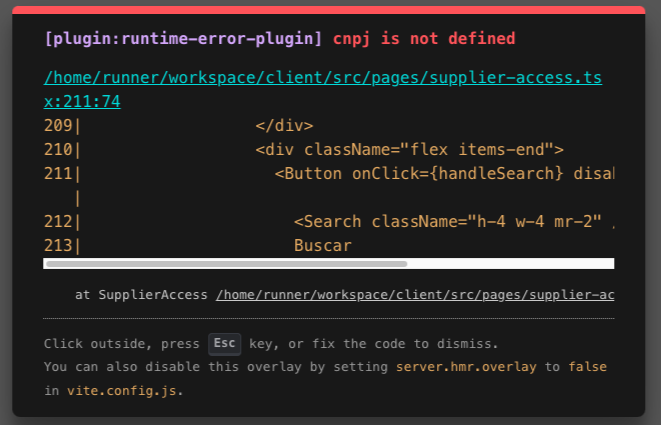 [plugin:runtime-error-plugin] cnpj is not defined
/home/runner/workspace/client/src/pages/supplier-access.ts
x:211:74
209|                  </div>
210|                  <div className="flex items-end">
211|                    <Button onClick={handleSearch} disal
   |
212|                      <Search className="h-4 w-4 mr-2"
213|                      Buscar
at SupplierAccess /home/runner/workspace/client/src/pages/supplier-ac
Click outside, press Esc key, or fix the code to dismiss.
You can also disable this overlay by setting server.hmr.overlay to false
in vite.config.js.